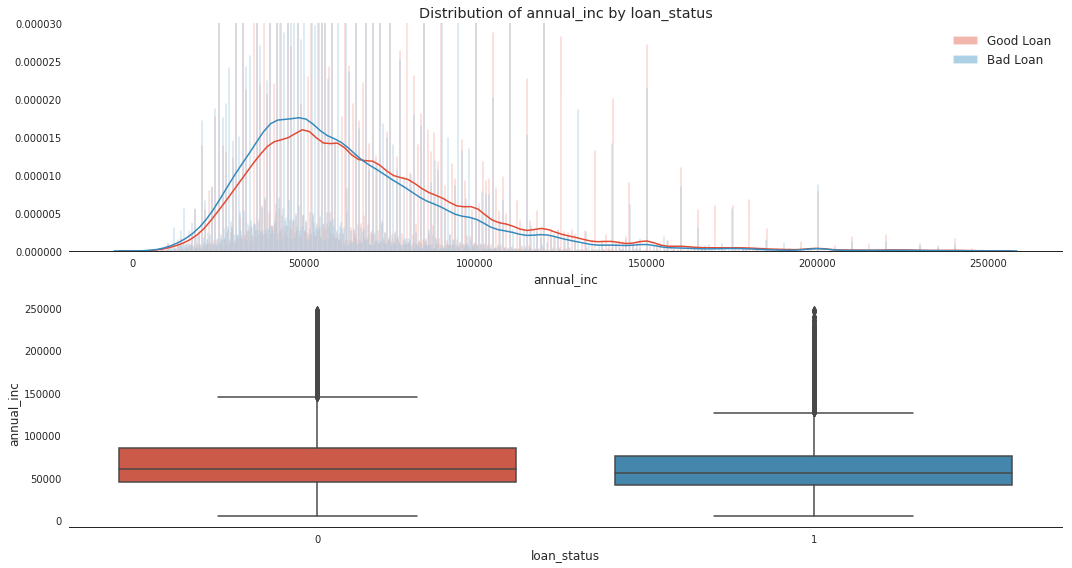 Distribution of annual_inc by loan_status
0.000030
0.000025
0.000020
0.000015
0.000010
0.000005
0.000000
Good Loan
Bad Loan
0 50000 100000 150000 200000 250000
annual_inc
250000
200000
150000
100000
50000
0
annual_inc
0 1
loan_status